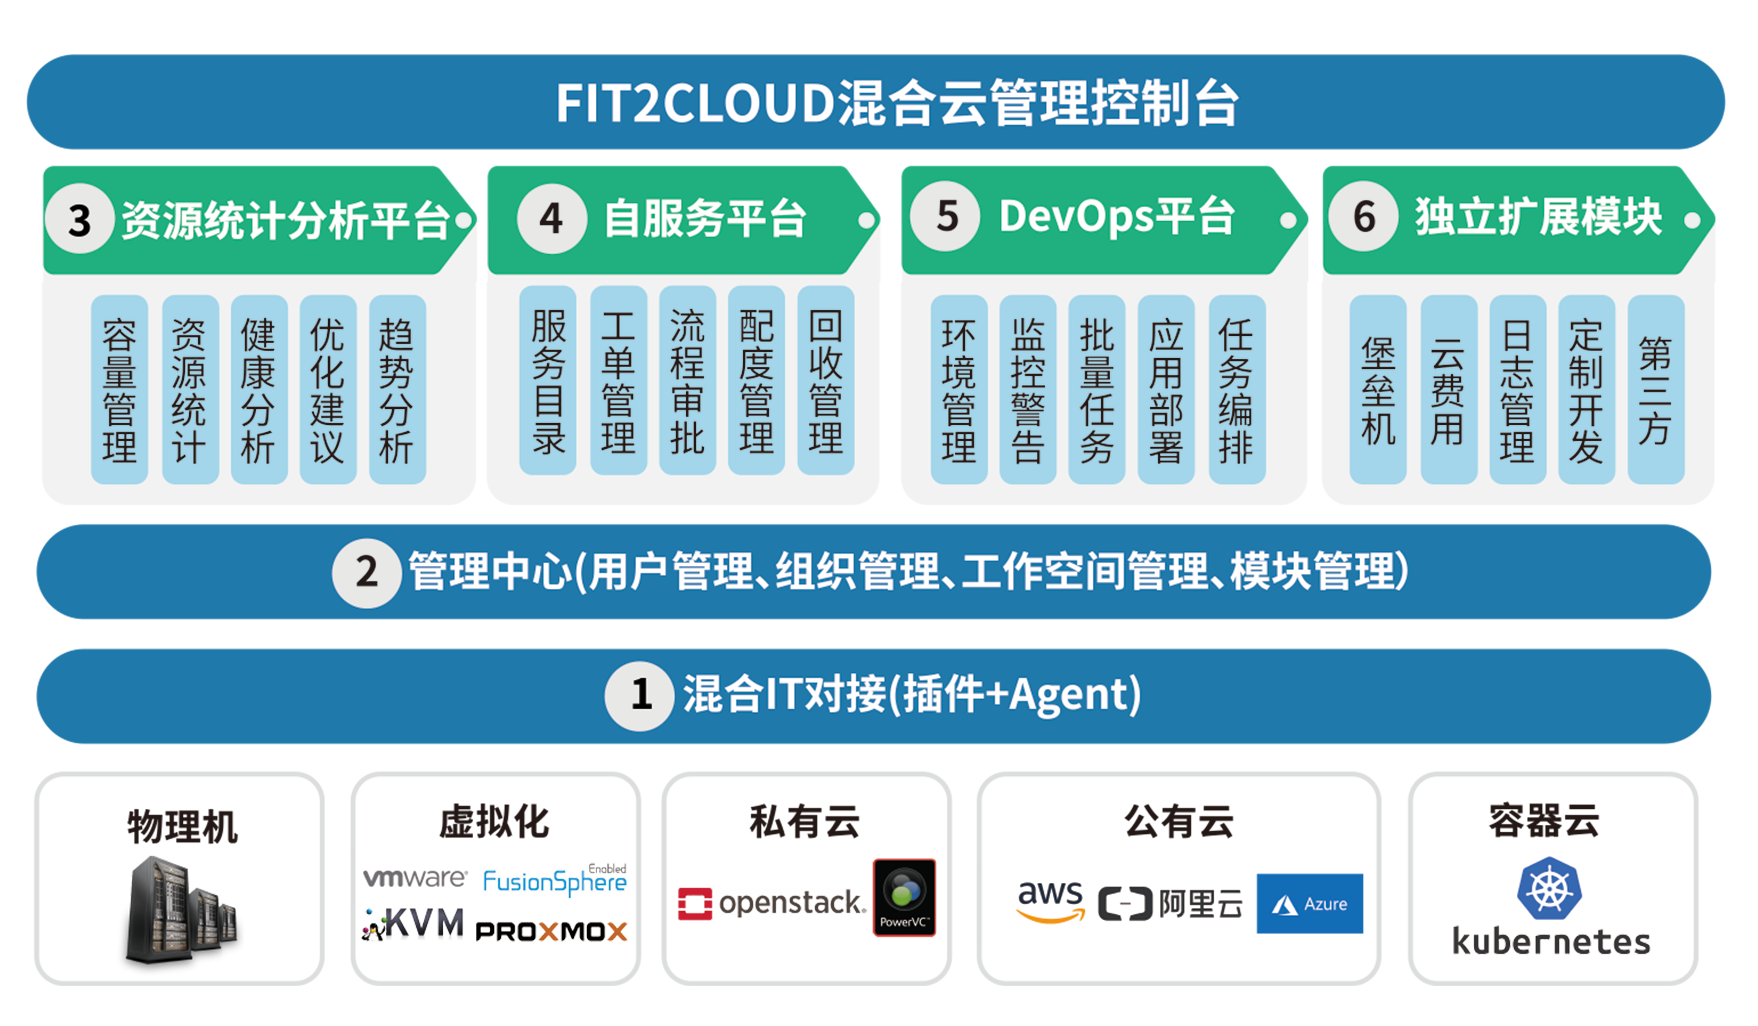 FIT2CLOUD混合云管理控制台
3 资源统计分析平台
容量管理
资源统计
健康分析
优化建议
趋势分析
4 自服务平台
服务目录
工单管理
流程审批
配度管理
回收管理
5 DevOps平台
环境管理
监控警告
批量任务
应用部署
任务编排
6 独立扩展模块
堡垒机
云费用
日志管理
定制开发
第三方
2 管理中心(用户管理、组织管理、工作空间管理、模块管理)
1 混合IT对接(插件+Agent)
物理机
虚拟化
vmware®
FusionSphere Enabled
KVM
PROXMOX
私有云
openstack®
PowerVC™
公有云
aws
阿里云
Azure
容器云
kubernetes